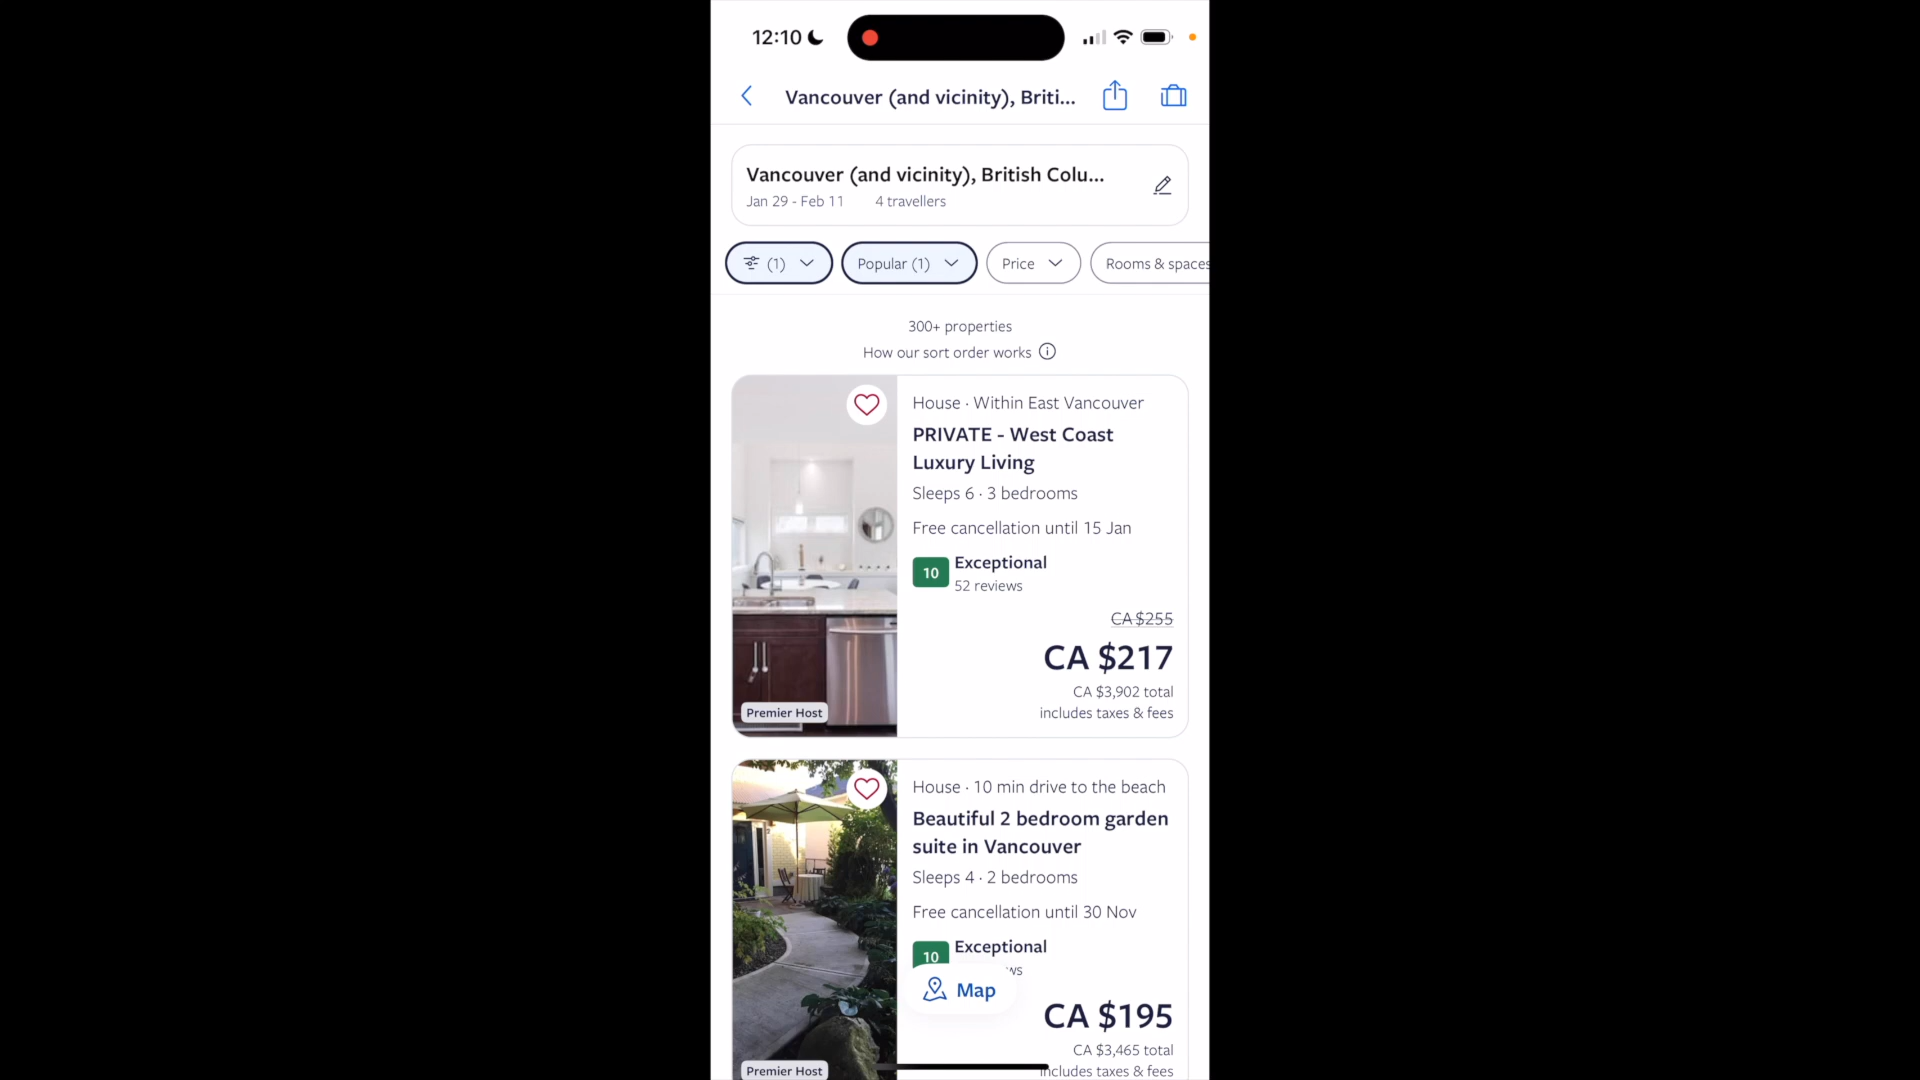 12:10
Vancouver (and vicinity), Briti...
Vancouver (and vicinity), British Colu...
Jan 29 - Feb 11 4 travellers
(1) Popular (1) Price Rooms & spaces
300+ properties
How our sort order works
House · Within East Vancouver
PRIVATE - West Coast
Luxury Living
Sleeps 6 · 3 bedrooms
Free cancellation until 15 Jan
10 Exceptional
52 reviews
CA $255
CA $217
CA $3,902 total
includes taxes & fees
Premier Host
House · 10 min drive to the beach
Beautiful 2 bedroom garden
suite in Vancouver
Sleeps 4 · 2 bedrooms
Free cancellation until 30 Nov
10 Exceptional
Map
CA $195
CA $3,465 total
includes taxes & fees
Premier Host